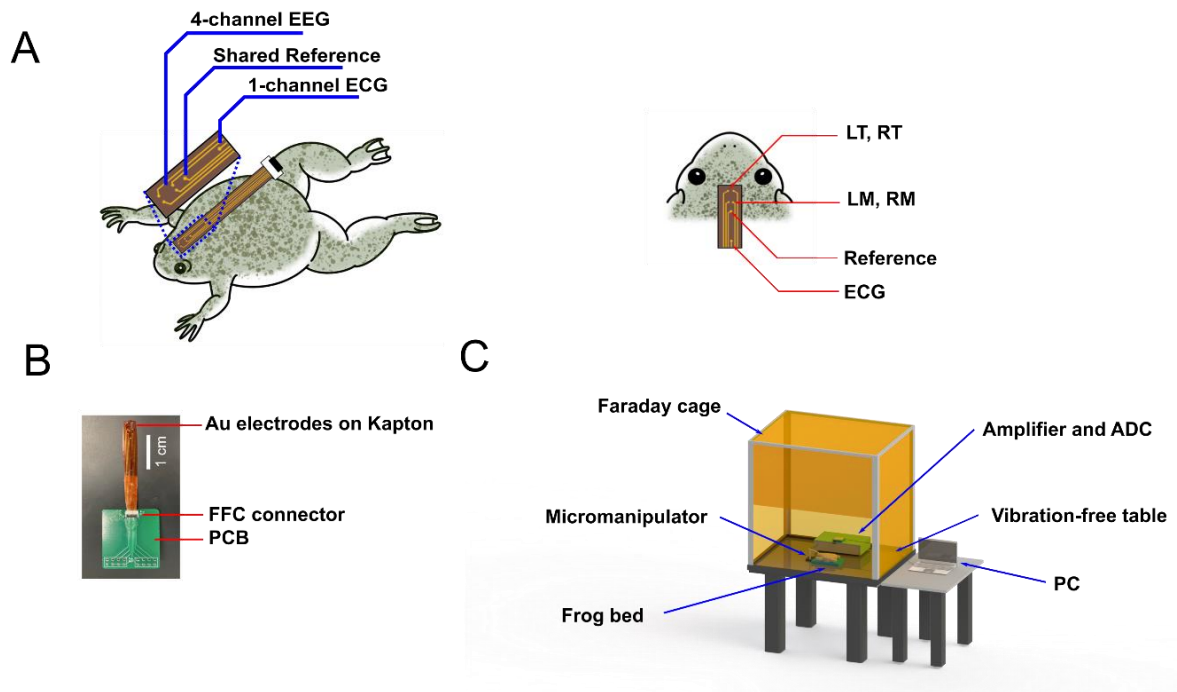 A
4-channel EEG
Shared Reference
1-channel ECG
LT, RT
LM, RM
Reference
ECG
B
Au electrodes on Kapton
1 cm
FFC connector
PCB
C
Faraday cage
Amplifier and ADC
Micromanipulator
Vibration-free table
PC
Frog bed